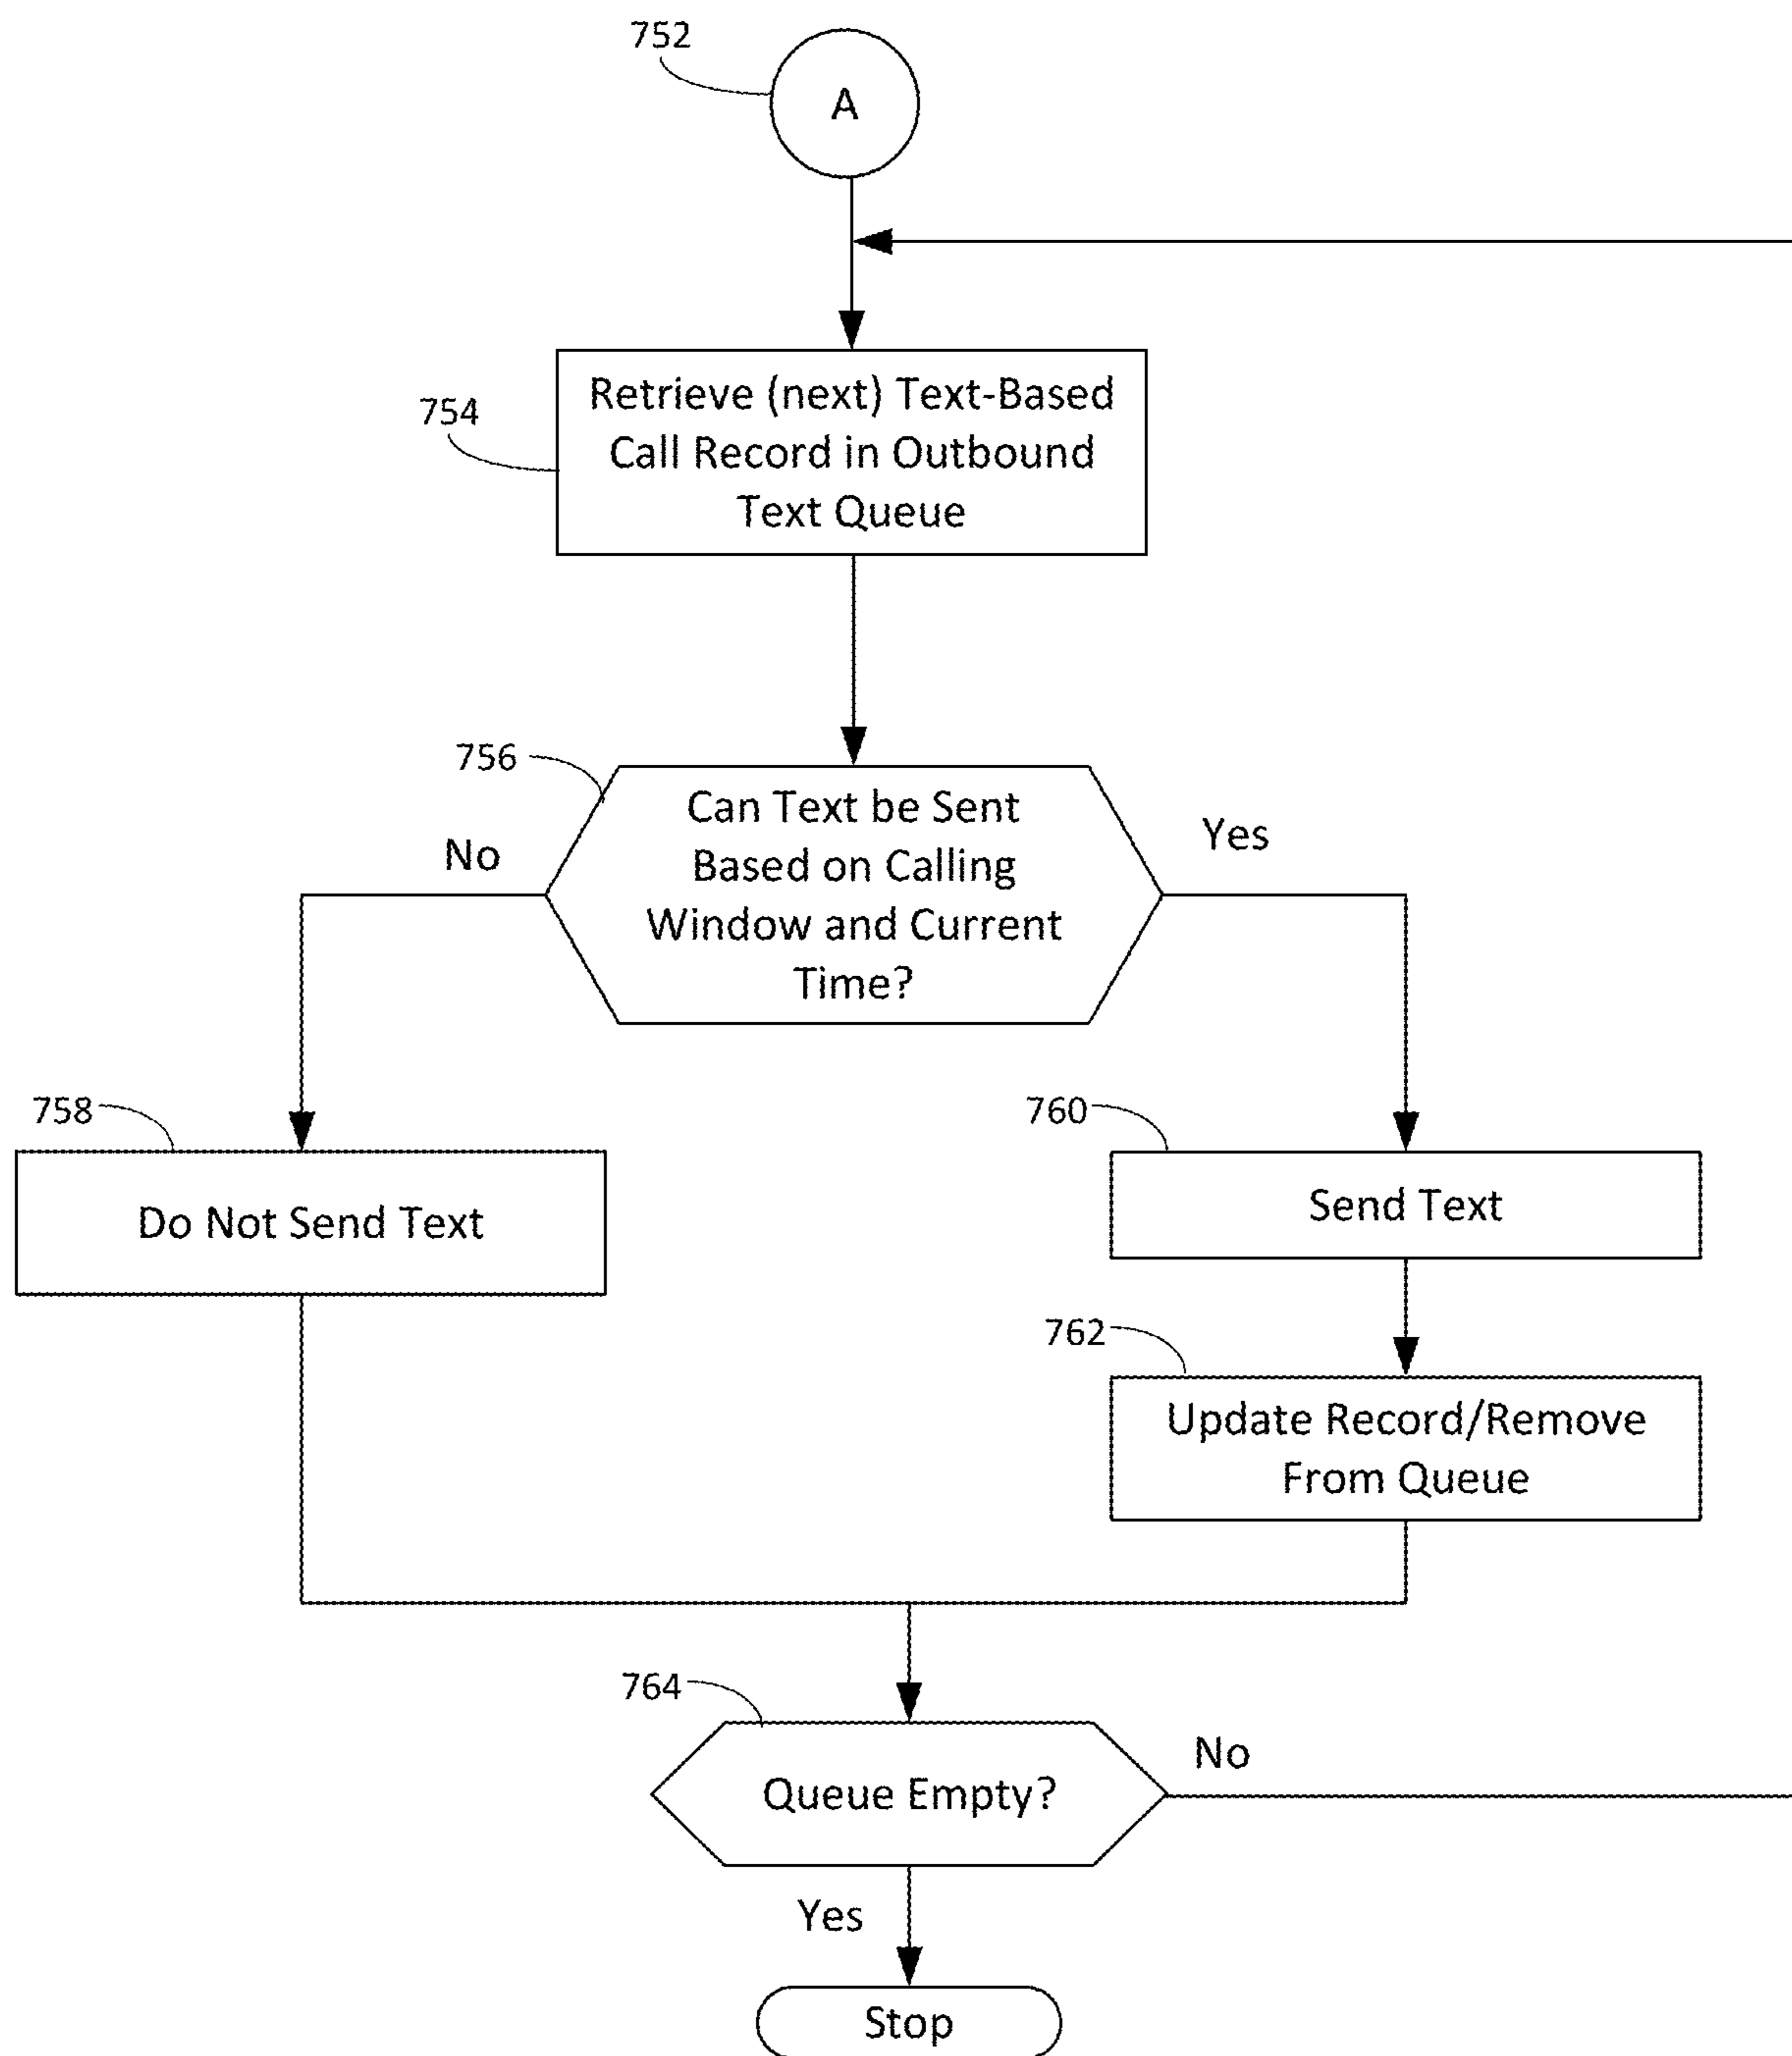 752
A
754
Retrieve (next) Text-Based
Call Record in Outbound
Text Queue
756
Can Text be Sent
Based on Calling
Window and Current
Time?
No
Yes
758
Do Not Send Text
760
Send Text
762
Update Record/Remove
From Queue
764
Queue Empty?
No
Yes
Stop